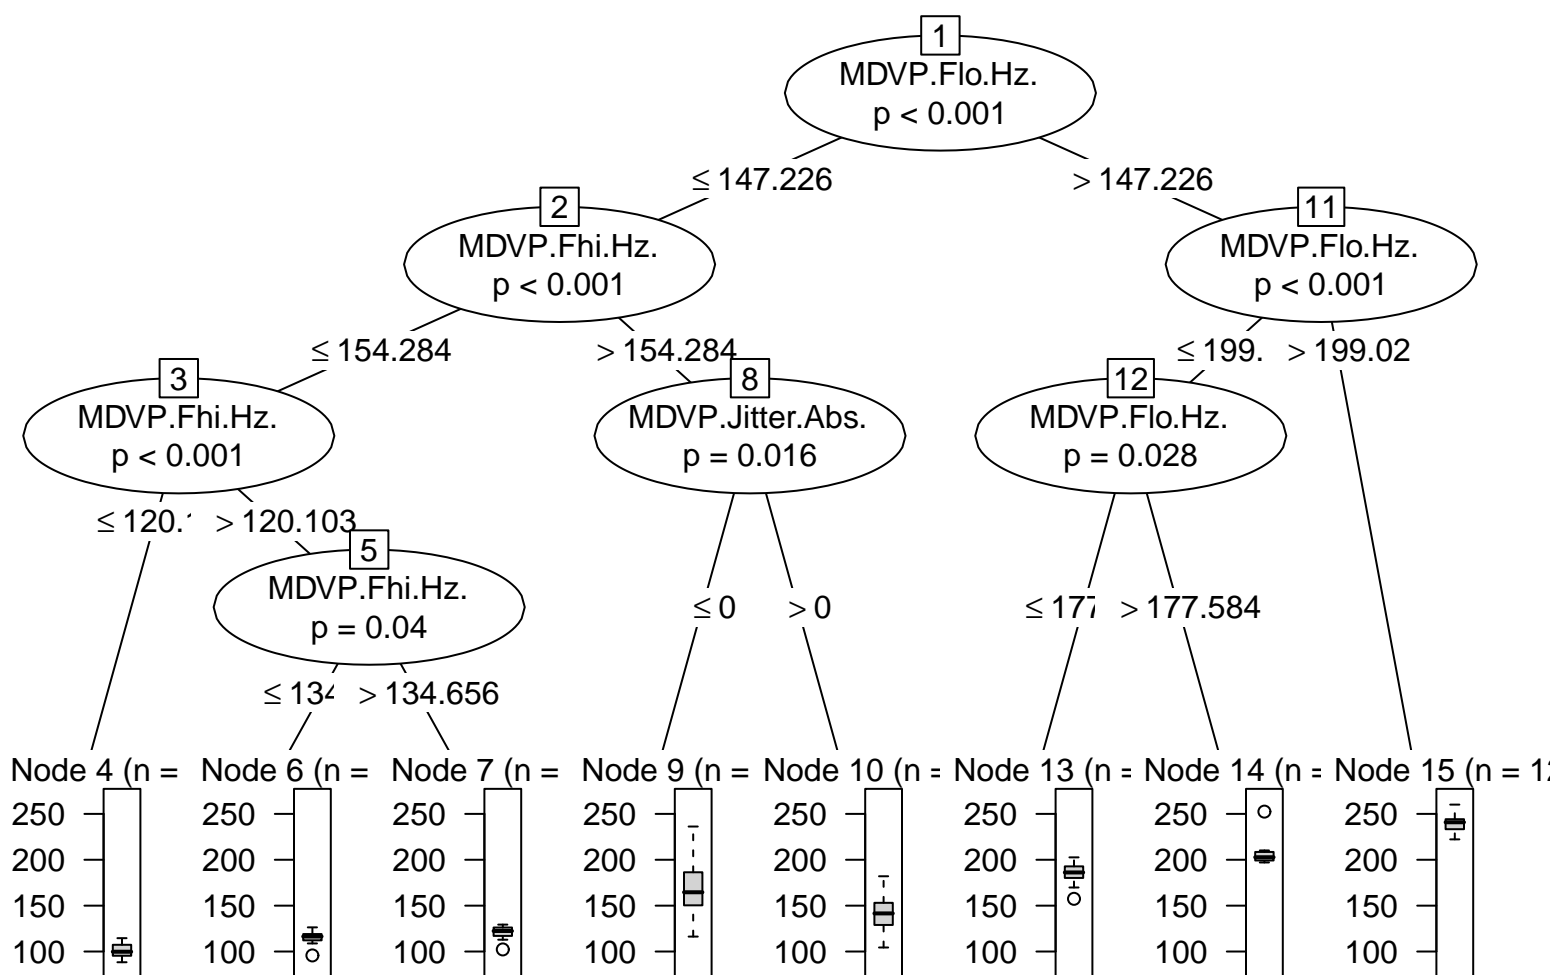 1
MDVP.Flo.Hz.
p < 0.001
≤ 147.226
> 147.226
2
MDVP.Fhi.Hz.
p < 0.001
11
MDVP.Flo.Hz.
p < 0.001
≤ 154.284
> 154.284
≤ 199.
> 199.02
3
MDVP.Fhi.Hz.
p < 0.001
8
MDVP.Jitter.Abs.
p = 0.016
12
MDVP.Flo.Hz.
p = 0.028
≤ 120.
> 120.103
5
MDVP.Fhi.Hz.
p = 0.04
≤ 0
> 0
≤ 177
> 177.584
≤ 134
> 134.656
Node 4 (n =
Node 6 (n =
Node 7 (n =
Node 9 (n =
Node 10 (n =
Node 13 (n =
Node 14 (n =
Node 15 (n = 12
250
200
150
100
250
200
150
100
250
200
150
100
250
200
150
100
250
200
150
100
250
200
150
100
250
200
150
100
250
200
150
100